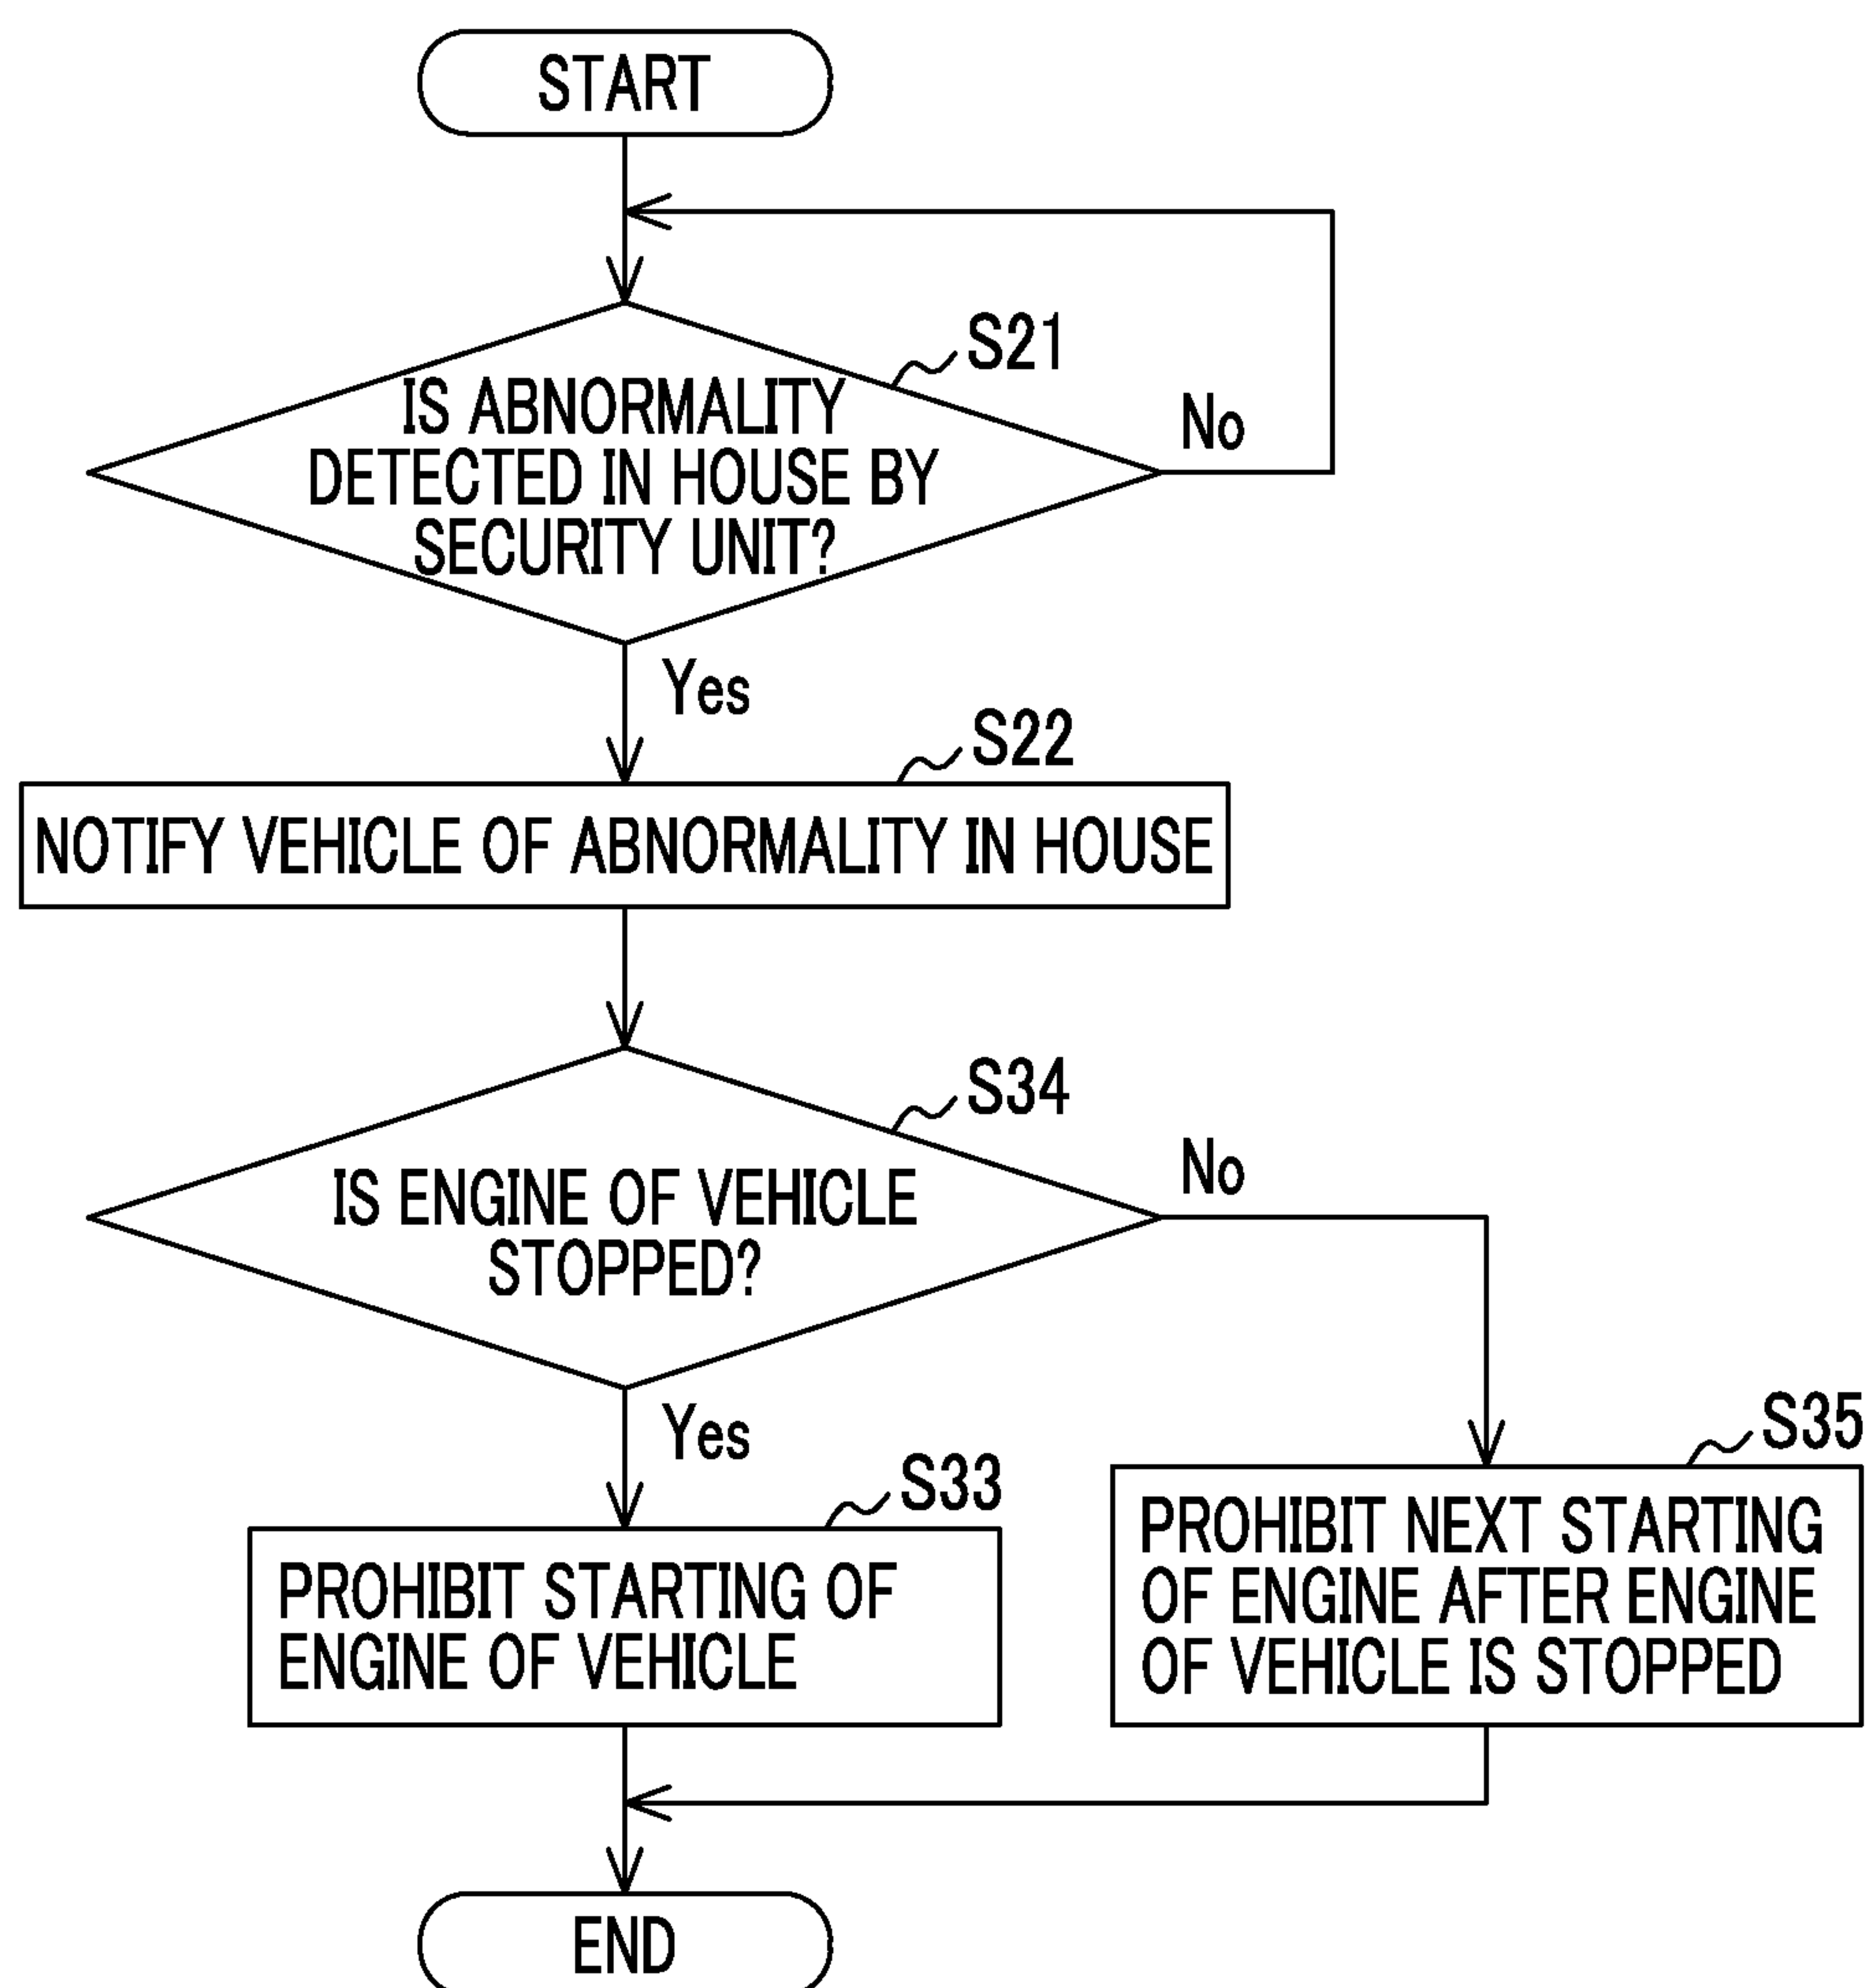 START
S21
IS ABNORMALITY
DETECTED IN HOUSE BY
SECURITY UNIT?
No
Yes
S22
NOTIFY VEHICLE OF ABNORMALITY IN HOUSE
S34
IS ENGINE OF VEHICLE
STOPPED?
No
Yes
S33
PROHIBIT STARTING OF
ENGINE OF VEHICLE
S35
PROHIBIT NEXT STARTING
OF ENGINE AFTER ENGINE
OF VEHICLE IS STOPPED
END